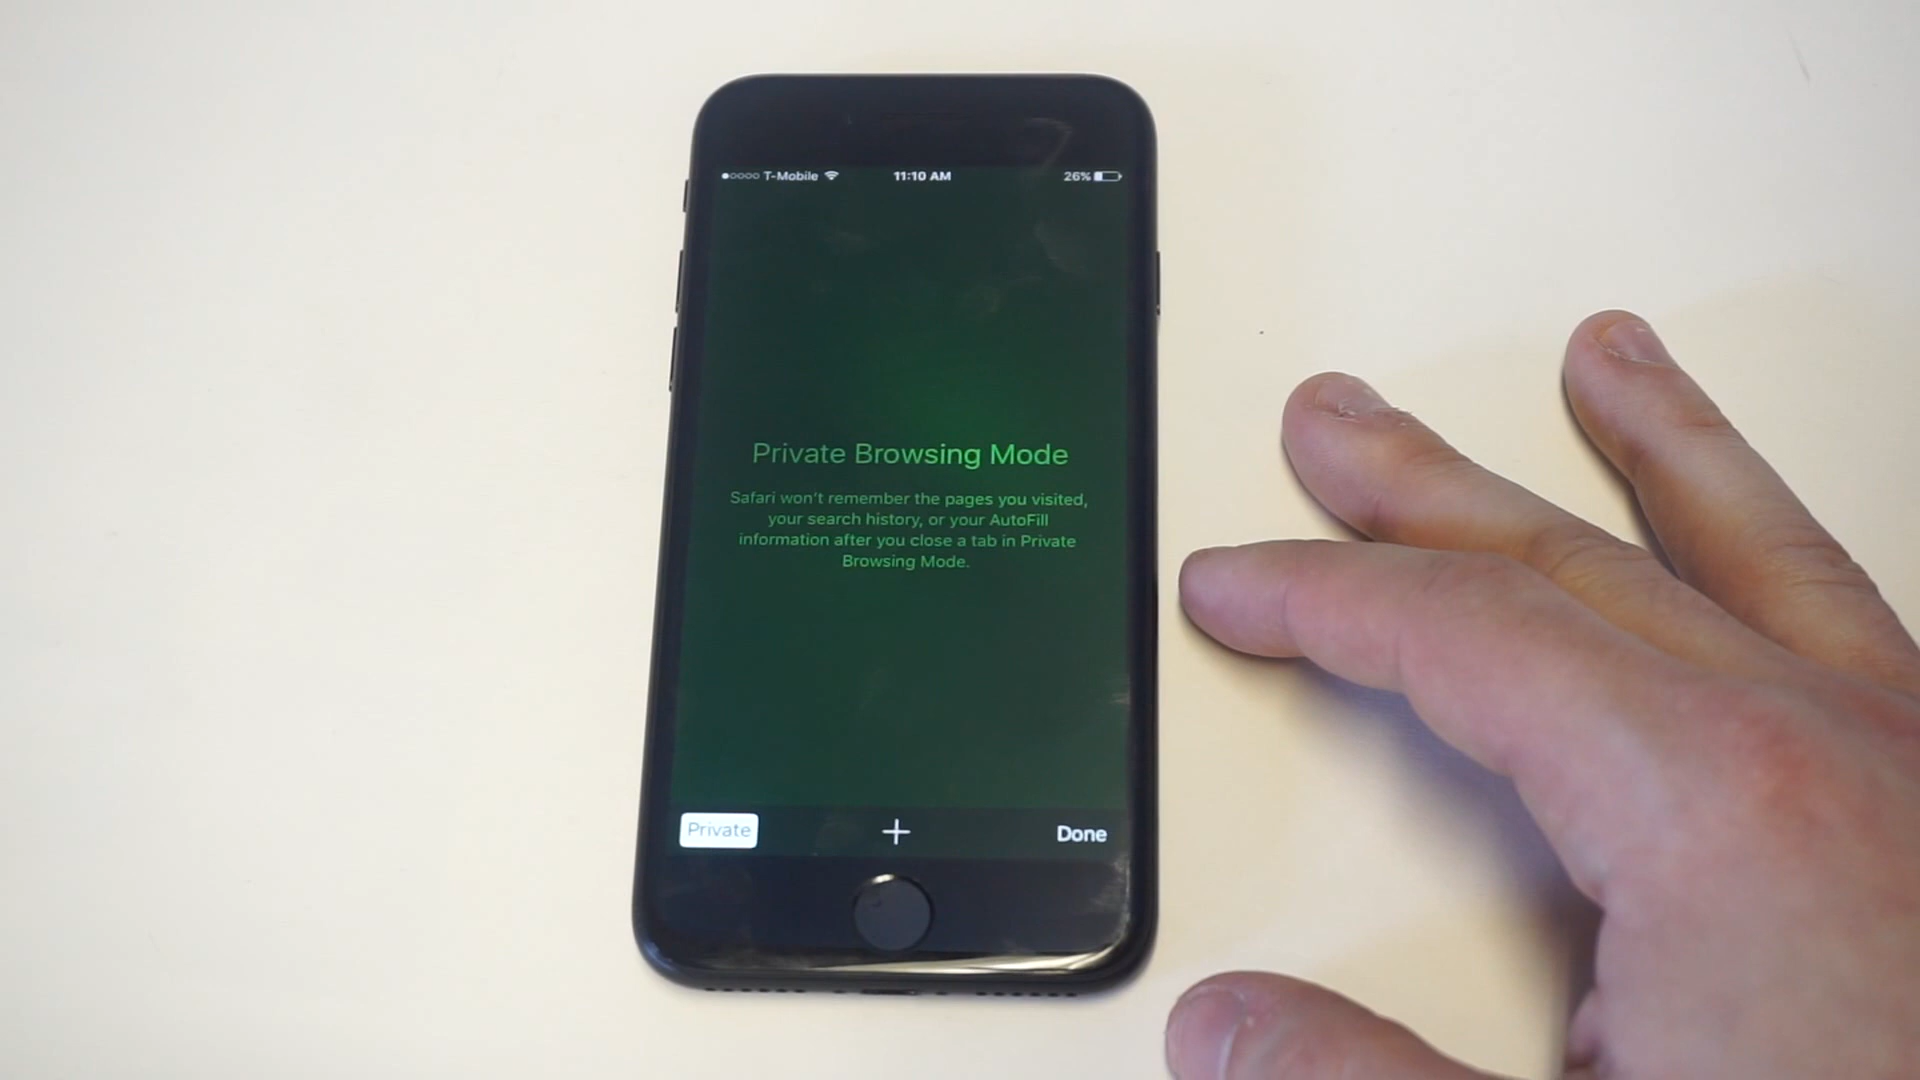 T-Mobile 11:10 AM 26%
Private Browsing Mode
Safari won't remember the pages you visited,
your search history, or your AutoFill
information after you close a tab in Private
Browsing Mode.
Private + Done